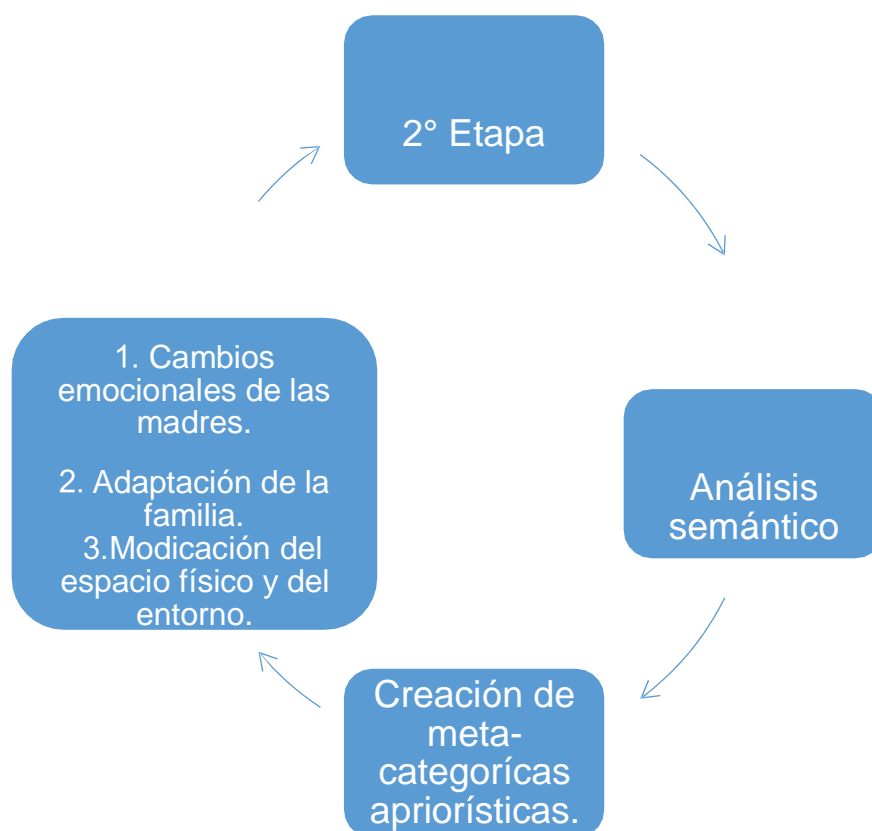 2° Etapa
Análisis
semántico
Creación de
meta-
categorícas
apriorísticas.
1. Cambios
emocionales de las
madres.
2. Adaptación de la
familia.
3.Modicación del
espacio físico y del
entorno.